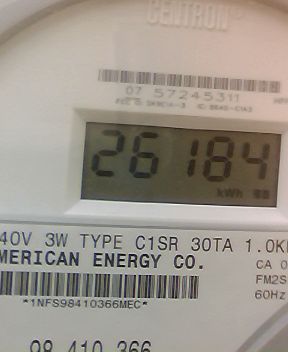 CENTRON
07 57245311
26184
kWh
40V 3W TYPE C1SR 30TA 1.0K
MERICAN ENERGY CO.
CA 0
FM2S
60Hz
*1NFS98410366MEC*
98 410 366